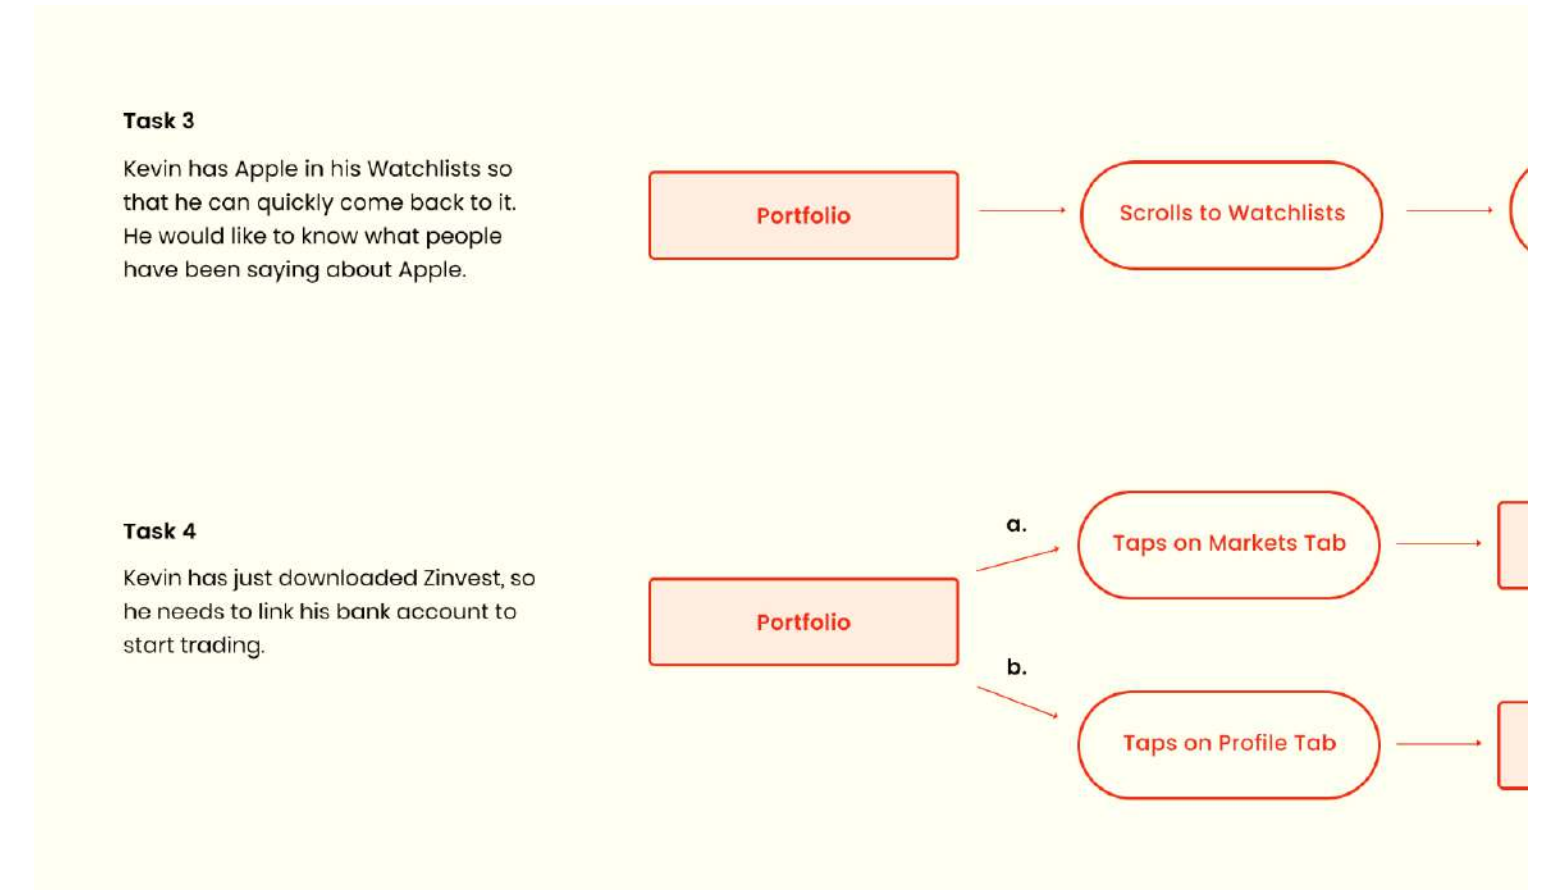 Task 3
Kevin has Apple in his Watchlists so
that he can quickly come back to it.
He would like to know what people
have been saying about Apple.
Portfolio
Scrolls to Watchlists
Task 4
Kevin has just downloaded Zinvest, so
he needs to link his bank account to
start trading.
Portfolio
a.
Taps on Markets Tab
b.
Taps on Profile Tab